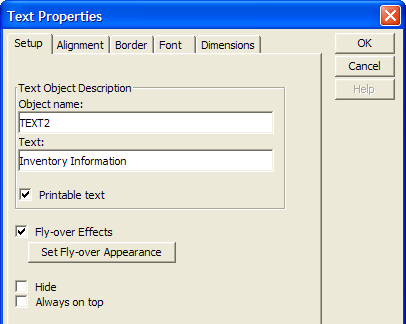 Text Properties
Setup Alignment Border Font Dimensions
OK
Cancel
Help
Text Object Description
Object name:
TEXT2
Text:
Inventory Information
Printable text
Fly-over Effects
Set Fly-over Appearance
Hide
Always on top